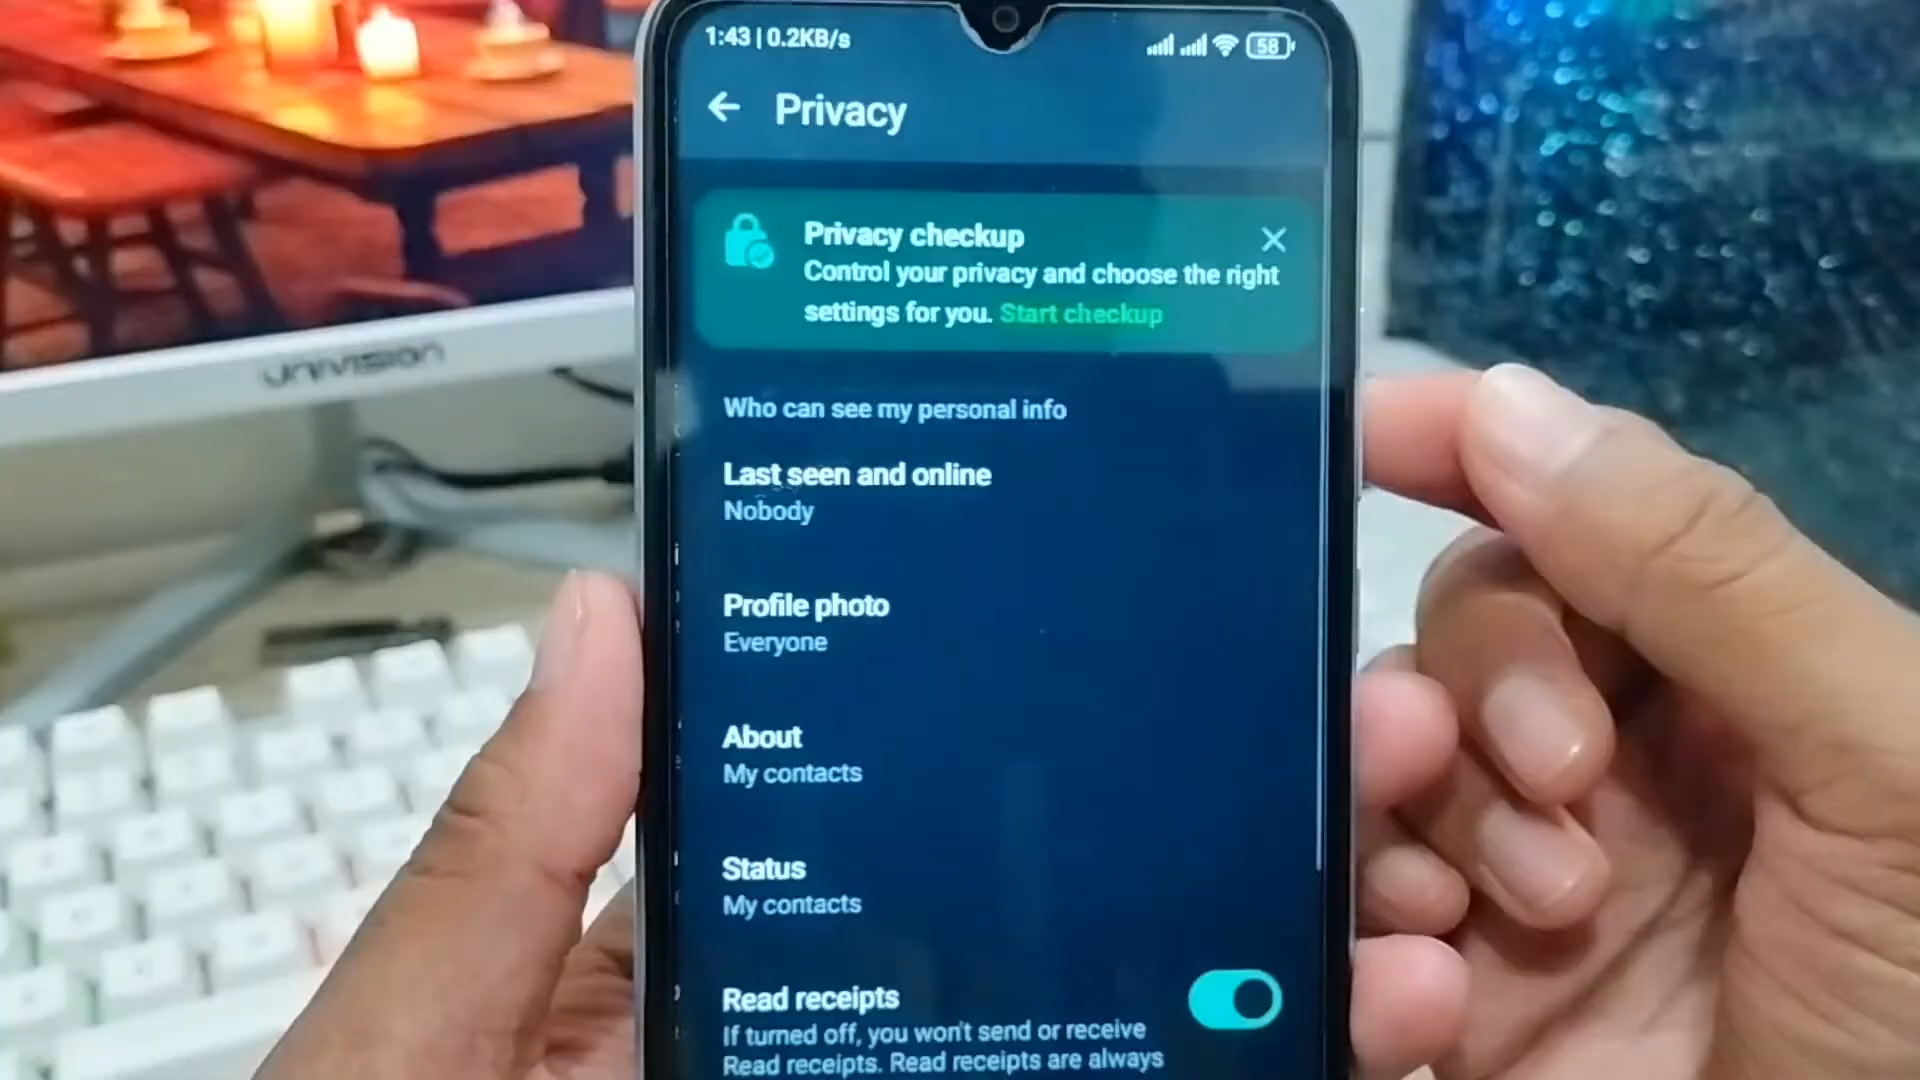 1:43 | 0.2KB/s
58
Privacy
Privacy checkup
Control your privacy and choose the right
settings for you. Start checkup
UNIVISION
Who can see my personal info
Last seen and online
Nobody
Profile photo
Everyone
About
My contacts
Status
My contacts
Read receipts
If turned off, you won't send or receive
Read receipts. Read receipts are always